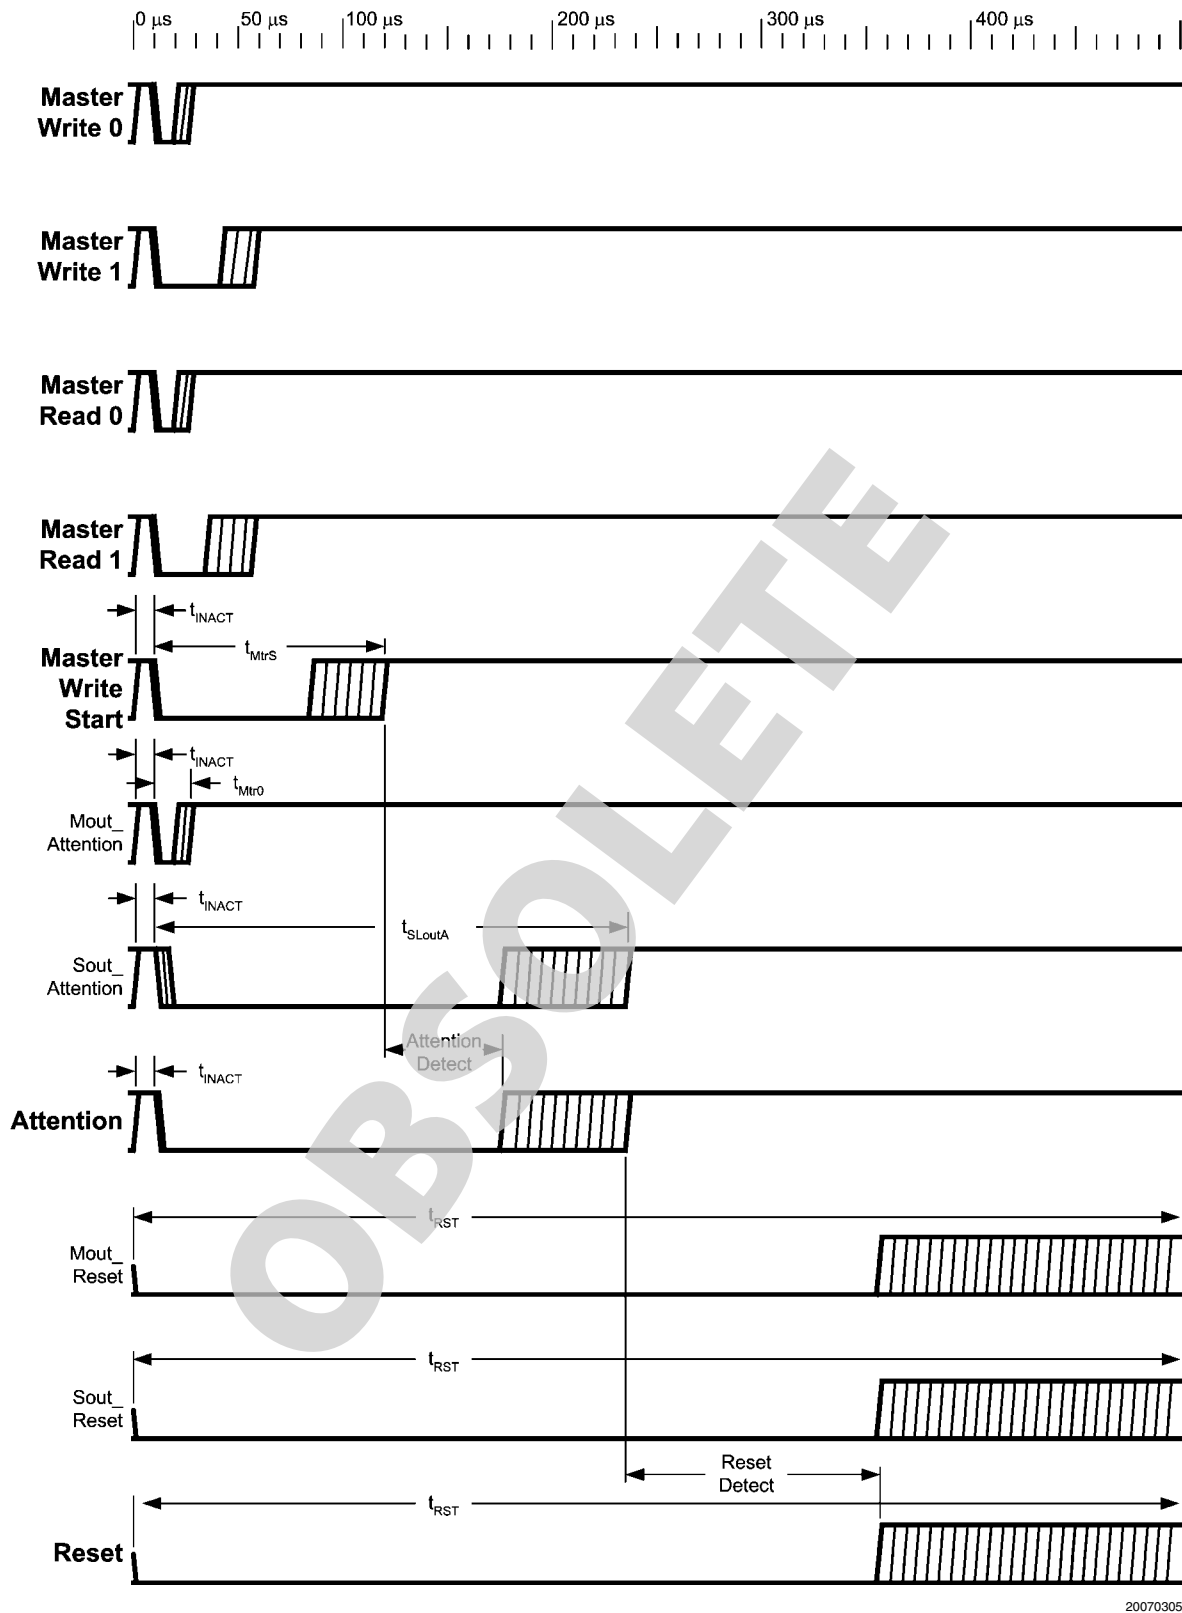 0 µs 50 µs 100 µs 200 µs 300 µs 400 µs
Master
Write 0
Master
Write 1
Master
Read 0
Master
Read 1
tINACT
tMtrS
Master
Write
Start
tINACT
tMtr0
Mout_
Attention
tINACT
tSLoutA
Sout_
Attention
Attention
Detect
tINACT
Attention
tRST
Mout_
Reset
tRST
Sout_
Reset
Reset
Detect
tRST
Reset
OBSOLETE
20070305